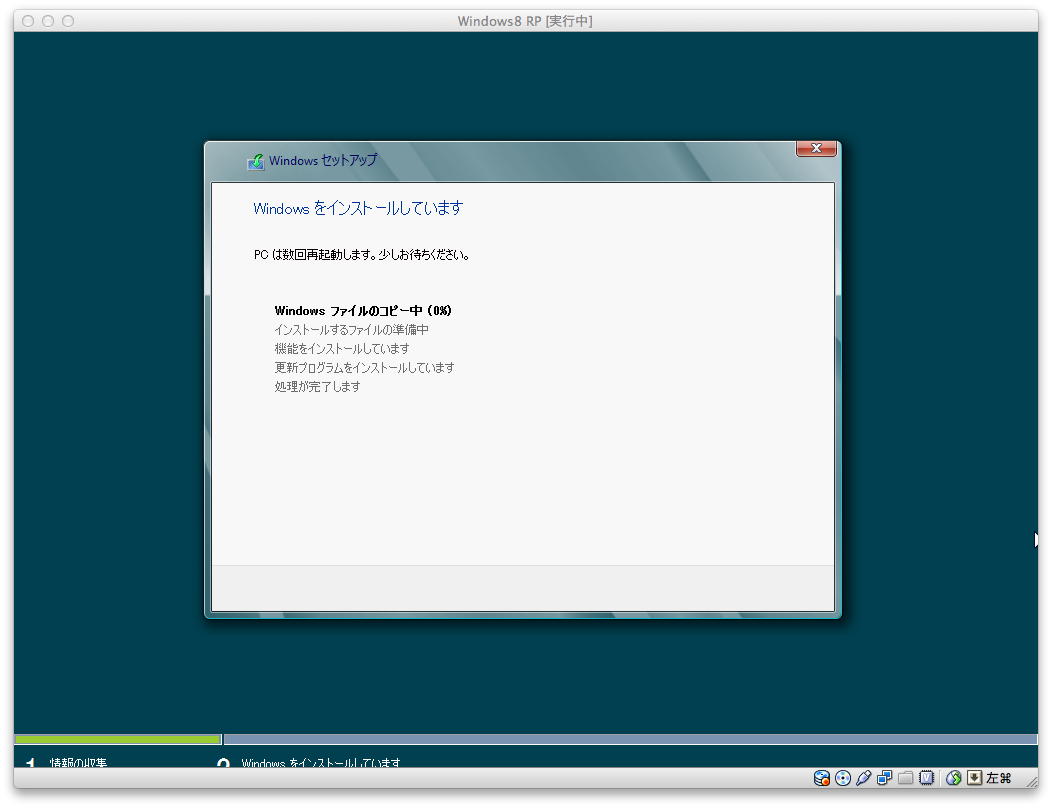 Windows8 RP [実行中]
Windows セットアップ
Windows をインストールしています
PC は数回再起動します。少しお待ちください。
Windows ファイルのコピー中 (0%)
インストールするファイルの準備中
機能をインストールしています
更新プログラムをインストールしています
処理が完了します
1 情報の収集 2 Windows をインストールしています
左⌘